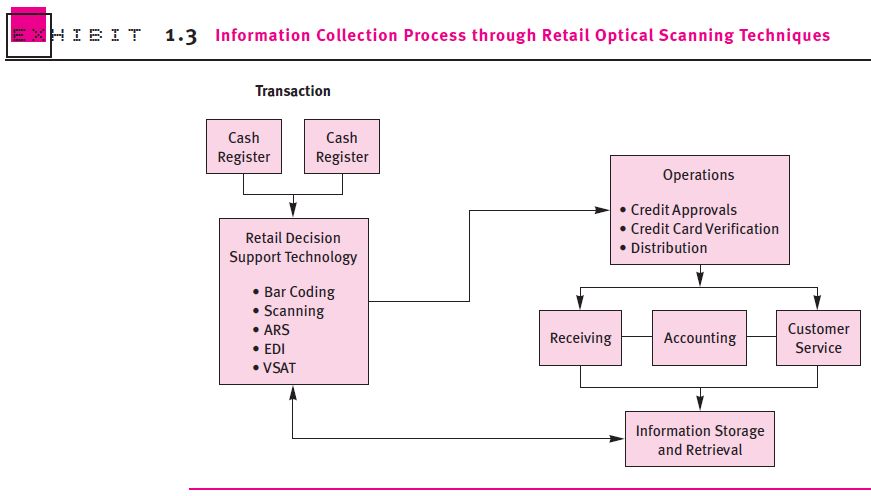 EXHIBIT 1.3 Information Collection Process through Retail Optical Scanning Techniques
Transaction
Cash
Register
Cash
Register
Retail Decision
Support Technology
• Bar Coding
• Scanning
• ARS
• EDI
• VSAT
Operations
• Credit Approvals
• Credit Card Verification
• Distribution
Receiving
Accounting
Customer
Service
Information Storage
and Retrieval